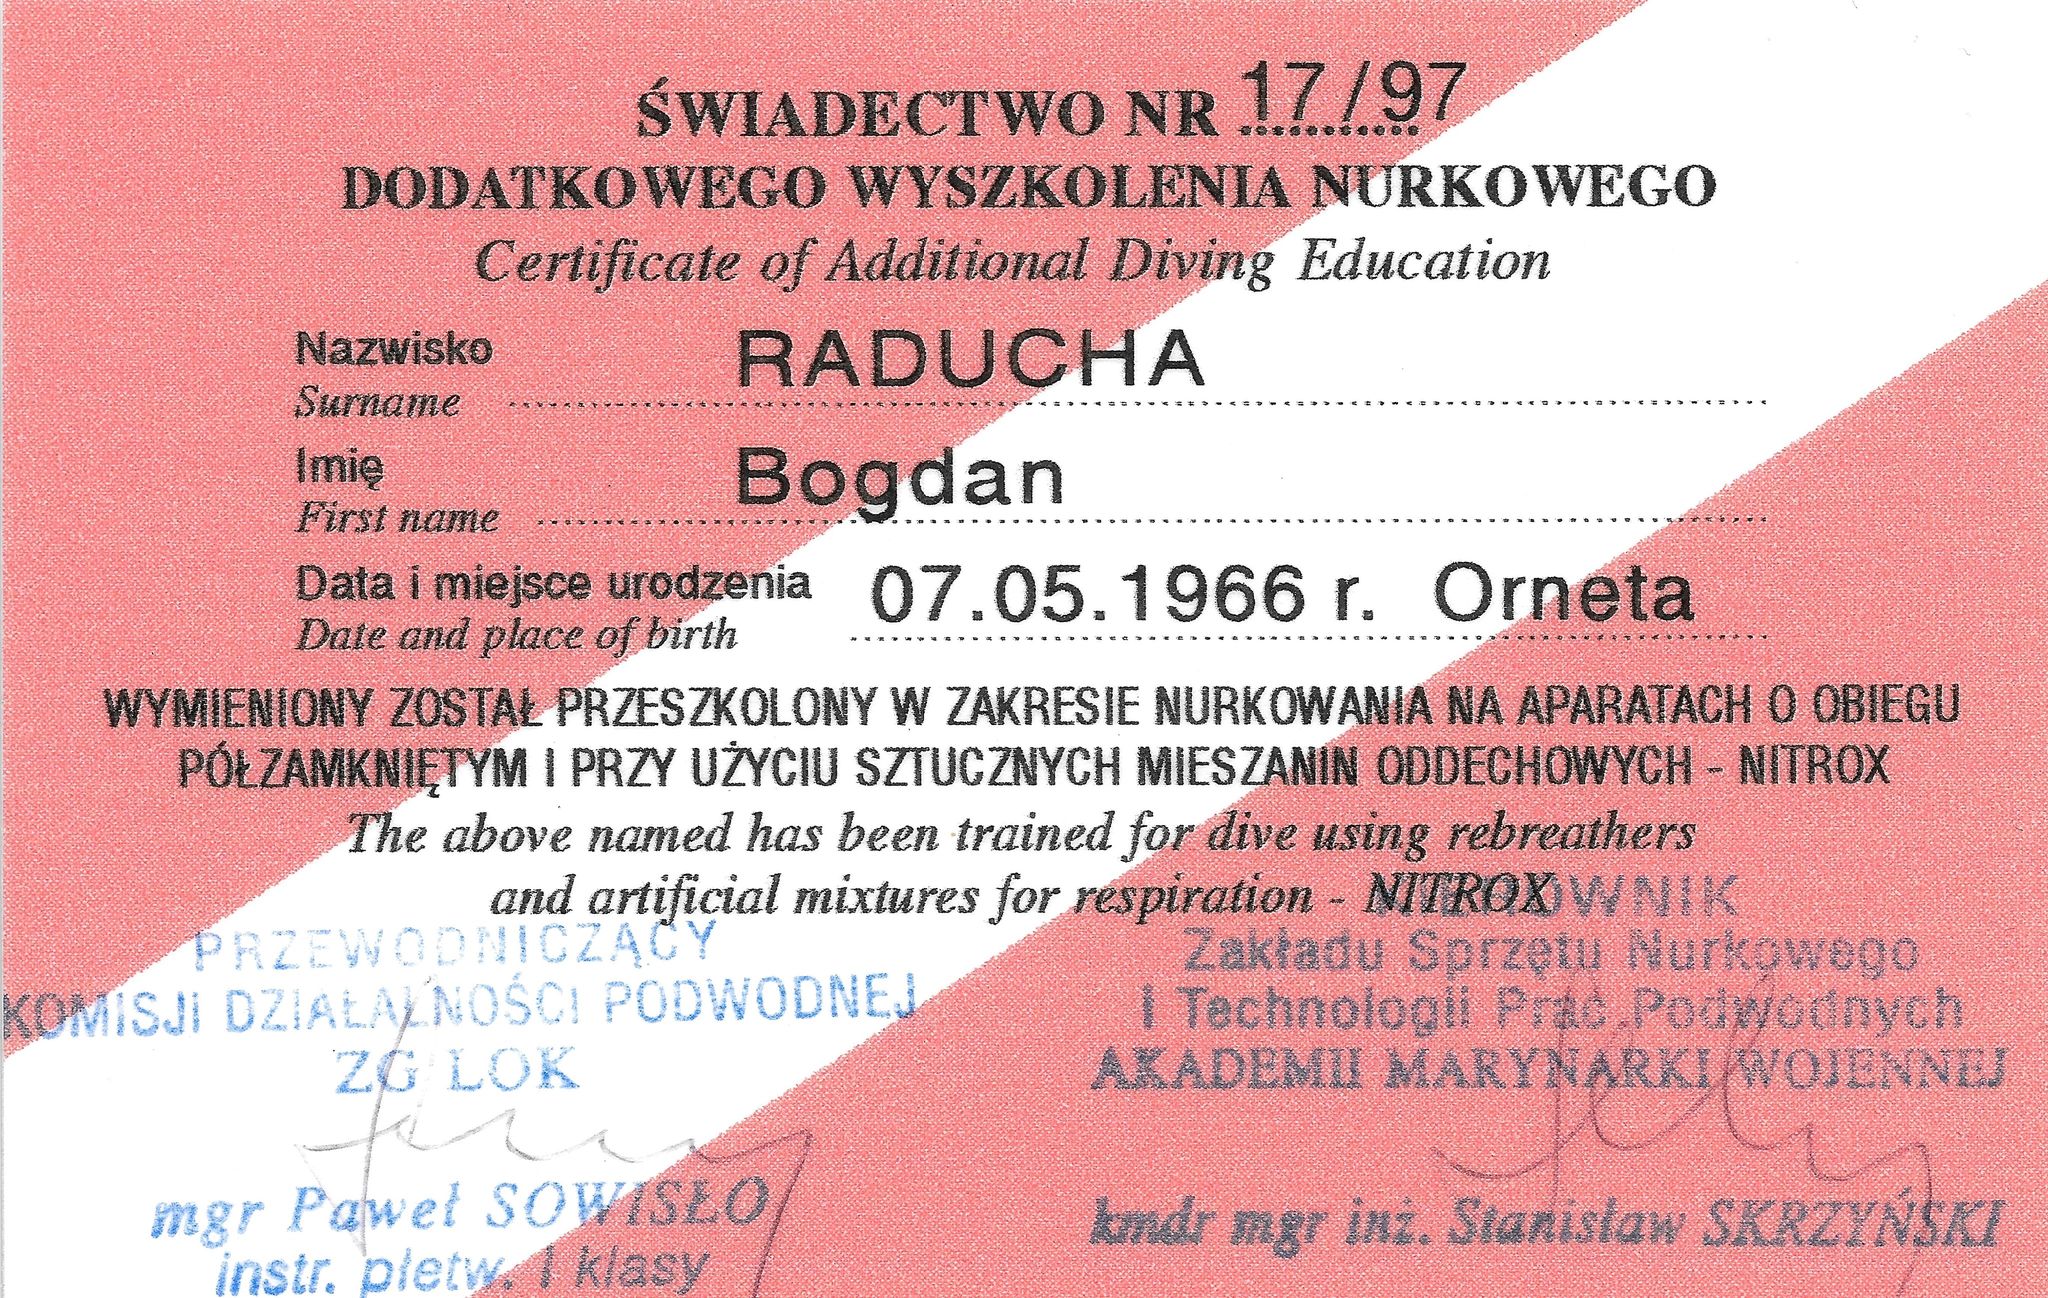 ŚWIADECTWO NR 17/97
DODATKOWEGO WYSZKOLENIA NURKOWEGO
Certificate of Additional Diving Education
Nazwisko RADUCHA
Surname
Imię Bogdan
First name
Data i miejsce urodzenia 07.05.1966 r. Orneta
Date and place of birth
WYMIENIONY ZOSTAŁ PRZESZKOLONY W ZAKRESIE NURKOWANIA NA APARATACH O OBIEGU
PÓŁZAMKNIĘTYM I PRZY UŻYCIU SZTUCZNYCH MIESZANIN ODDECHOWYCH - NITROX
The above named has been trained for dive using rebreathers
and artificial mixtures for respiration - NITROX
PRZEWODNICZĄCY
KOMISJI DZIAŁALNOŚCI PODWODNEJ
ZG LOK
mgr Paweł SOWISŁO
instr. pletw. I klasy
Zakładu Sprzętu Nurkowego
I Technologii Prac Podwodnych
AKADEMII MARYNARKI WOJENNEJ
kmdr mgr inż. Stanisław SKRZYŃSKI